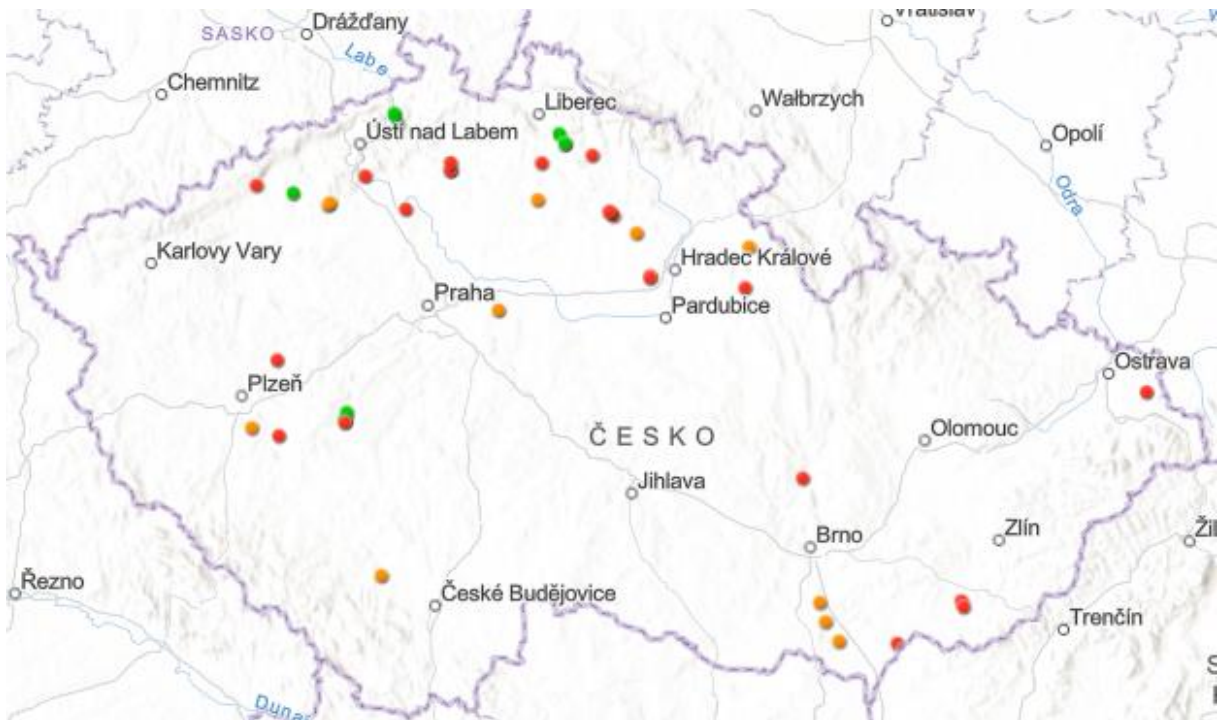 Drážďany
Vratislav
SASKO
Labe
Chemnitz
Liberec
Wałbrzych
Ústí nad Labem
Opolí
Odra
Karlovy Vary
Hradec Králové
Praha
Pardubice
Ostrava
Plzeň
ČESKO
Olomouc
Jihlava
Brno
Zlín
Řezno
České Budějovice
Trenčín